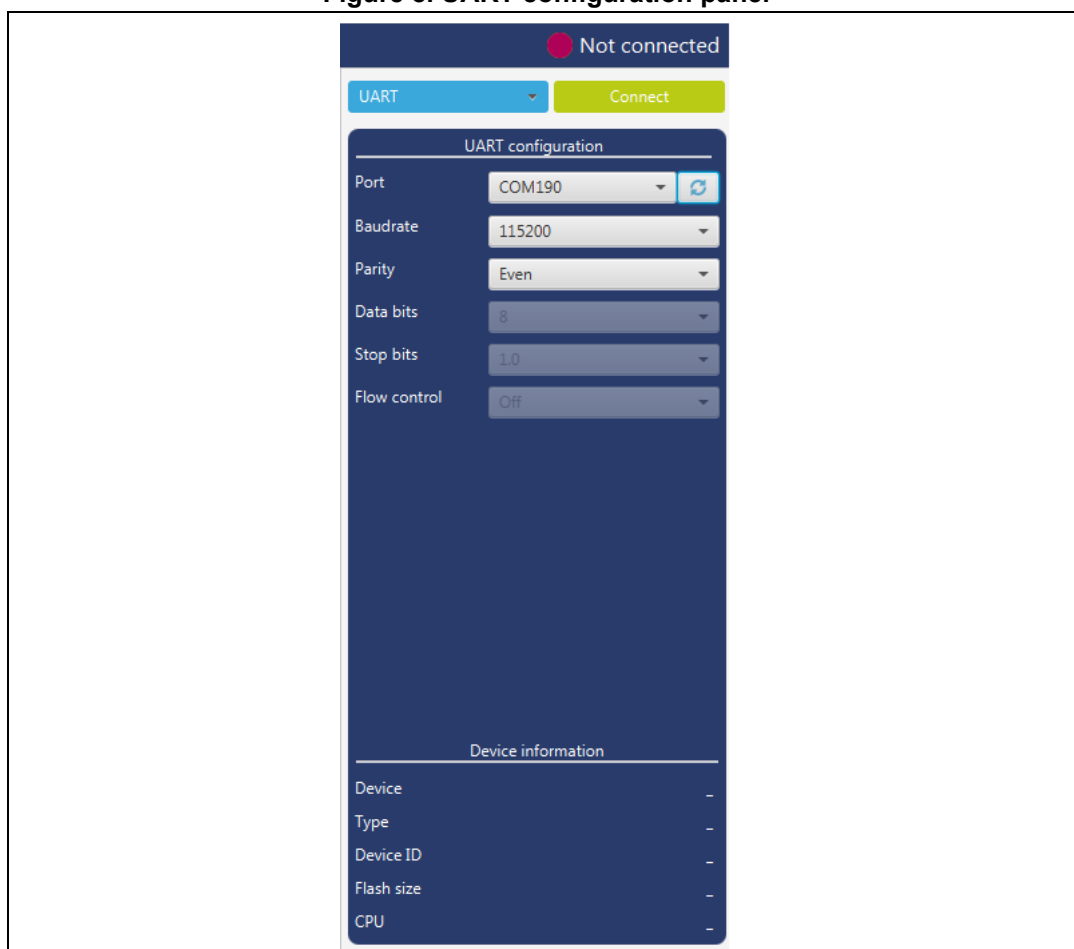 Not connected
UART Connect
UART configuration
Port COM190
Baudrate 115200
Parity Even
Data bits 8
Stop bits 1.0
Flow control Off
Device information
Device -
Type -
Device ID -
Flash size -
CPU -